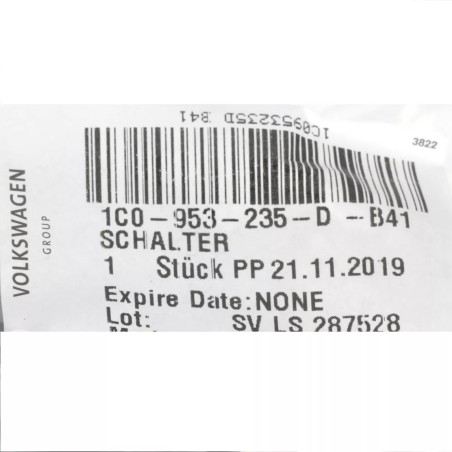 1C0953235D B41
3822
VOLKSWAGEN
GROUP
1C0-953-235-D -B41
SCHALTER
1 Stück PP 21.11.2019
Expire Date:NONE
Lot: SV LS 287528